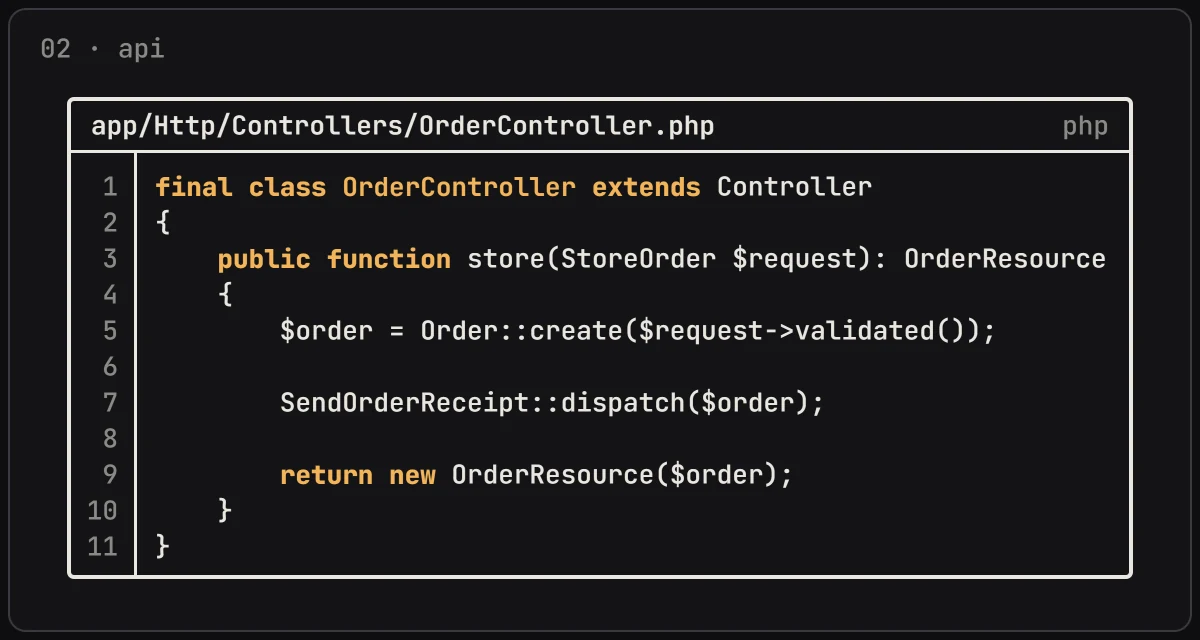 02 · api
app/Http/Controllers/OrderController.php php
1 final class OrderController extends Controller
2 {
3     public function store(StoreOrder $request): OrderResource
4     {
5         $order = Order::create($request->validated());
6
7         SendOrderReceipt::dispatch($order);
8
9         return new OrderResource($order);
10     }
11 }